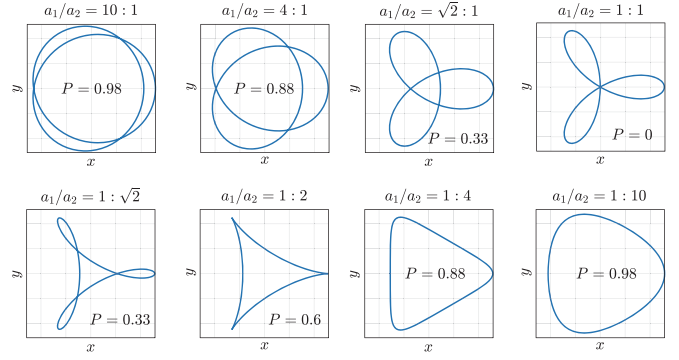 a₁/a₂ = 10 : 1
a₁/a₂ = 4 : 1
a₁/a₂ = √2 : 1
a₁/a₂ = 1 : 1
y
P = 0.98
x
y
P = 0.88
x
y
P = 0.33
x
y
P = 0
x
a₁/a₂ = 1 : √2
a₁/a₂ = 1 : 2
a₁/a₂ = 1 : 4
a₁/a₂ = 1 : 10
y
P = 0.33
x
y
P = 0.6
x
y
P = 0.88
x
y
P = 0.98
x